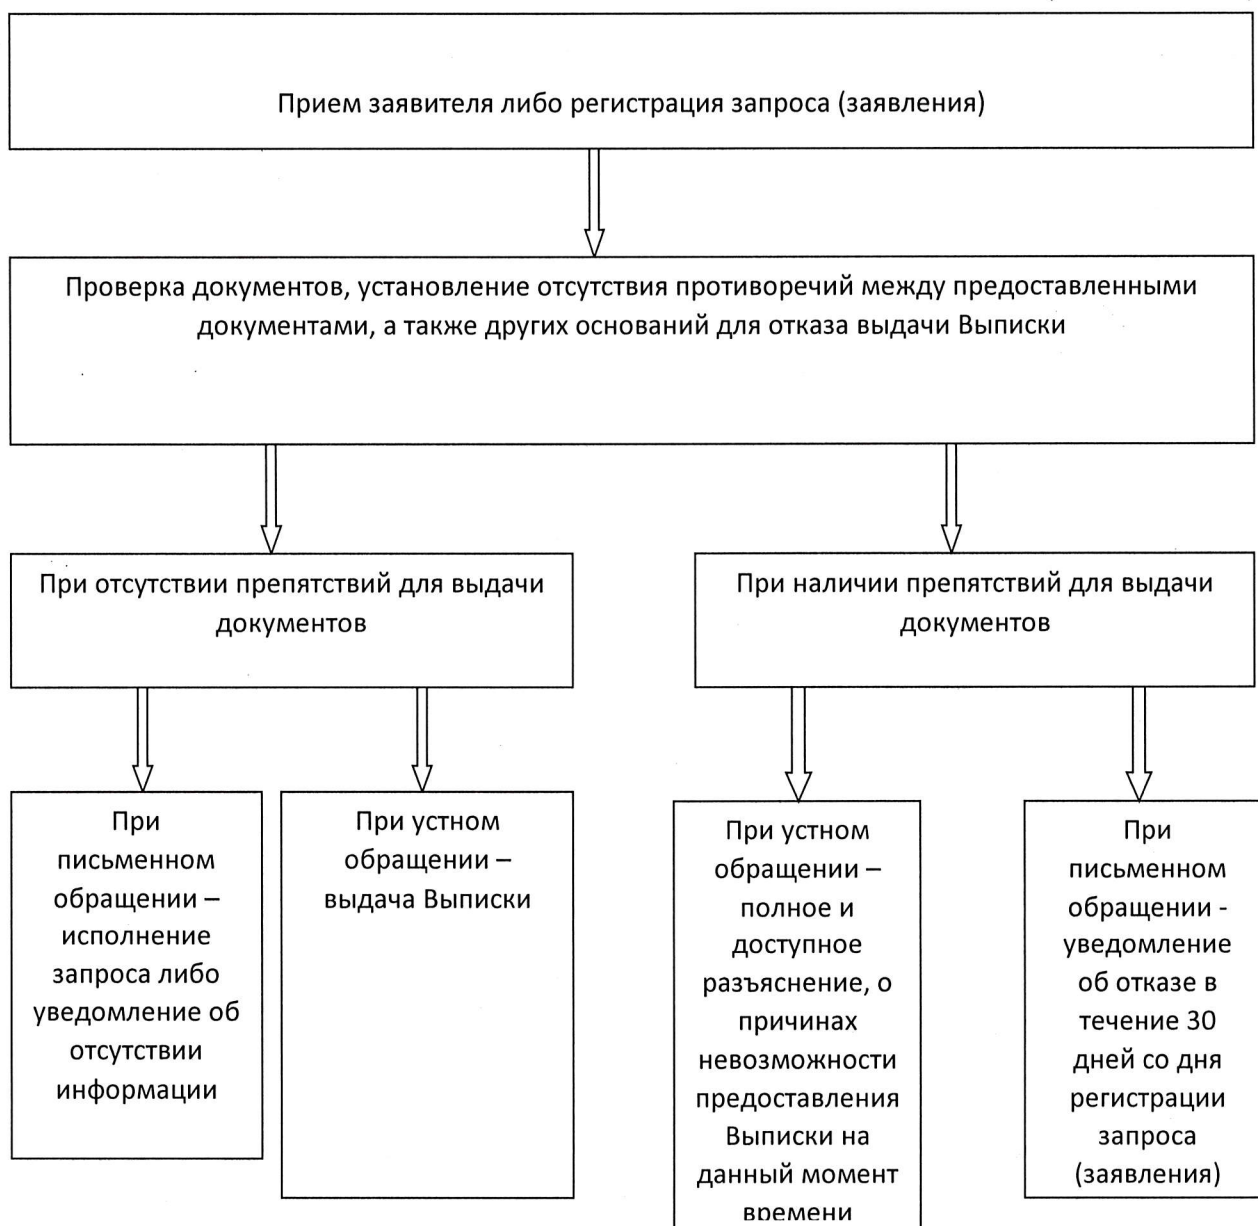 Прием заявителя либо регистрация запроса (заявления)
Проверка документов, установление отсутствия противоречий между предоставленными
документами, а также других оснований для отказа выдачи Выписки
При отсутствии препятствий для выдачи
документов
При наличии препятствий для выдачи
документов
При
письменном
обращении –
исполнение
запроса либо
уведомление об
отсутствии
информации
При устном
обращении –
выдача Выписки
При устном
обращении –
полное и
доступное
разъяснение, о
причинах
невозможности
предоставления
Выписки на
данный момент
времени
При
письменном
обращении -
уведомление
об отказе в
течение 30
дней со дня
регистрации
запроса
(заявления)